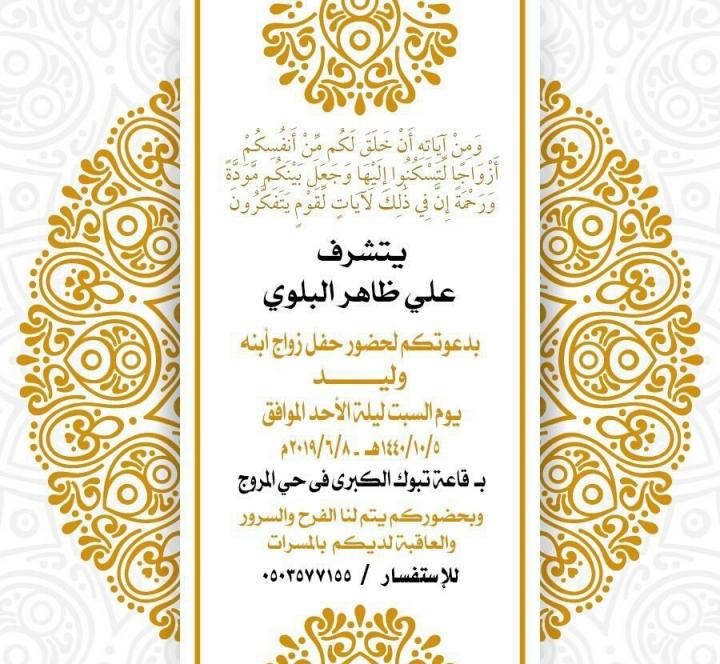 وَمِنْ آيَاتِهِ أَنْ خَلَقَ لَكُم مِّنْ أَنفُسِكُمْ
أَزْوَاجًا لِّتَسْكُنُوا إِلَيْهَا وَجَعَلَ بَيْنَكُم مَّوَدَّةً
وَرَحْمَةً إِنَّ فِي ذَٰلِكَ لَآيَاتٍ لِّقَوْمٍ يَتَفَكَّرُونَ
يتشرف
علي ظاهر البلوي
بدعوتكم لحضور حفل زواج أبنه
وليـــــــد
يوم السبت ليلة الأحد الموافق
١٤٤٠/١٠/٥هـ - ٢٠١٩/٦/٨م
بـ قاعة تبوك الكبرى فى حي المروج
وبحضوركم يتم لنا الفرح والسرور
والعاقبة لديكم بالمسرات
للإستفسار / ٠٥٠٣٥٧٧١٥٥